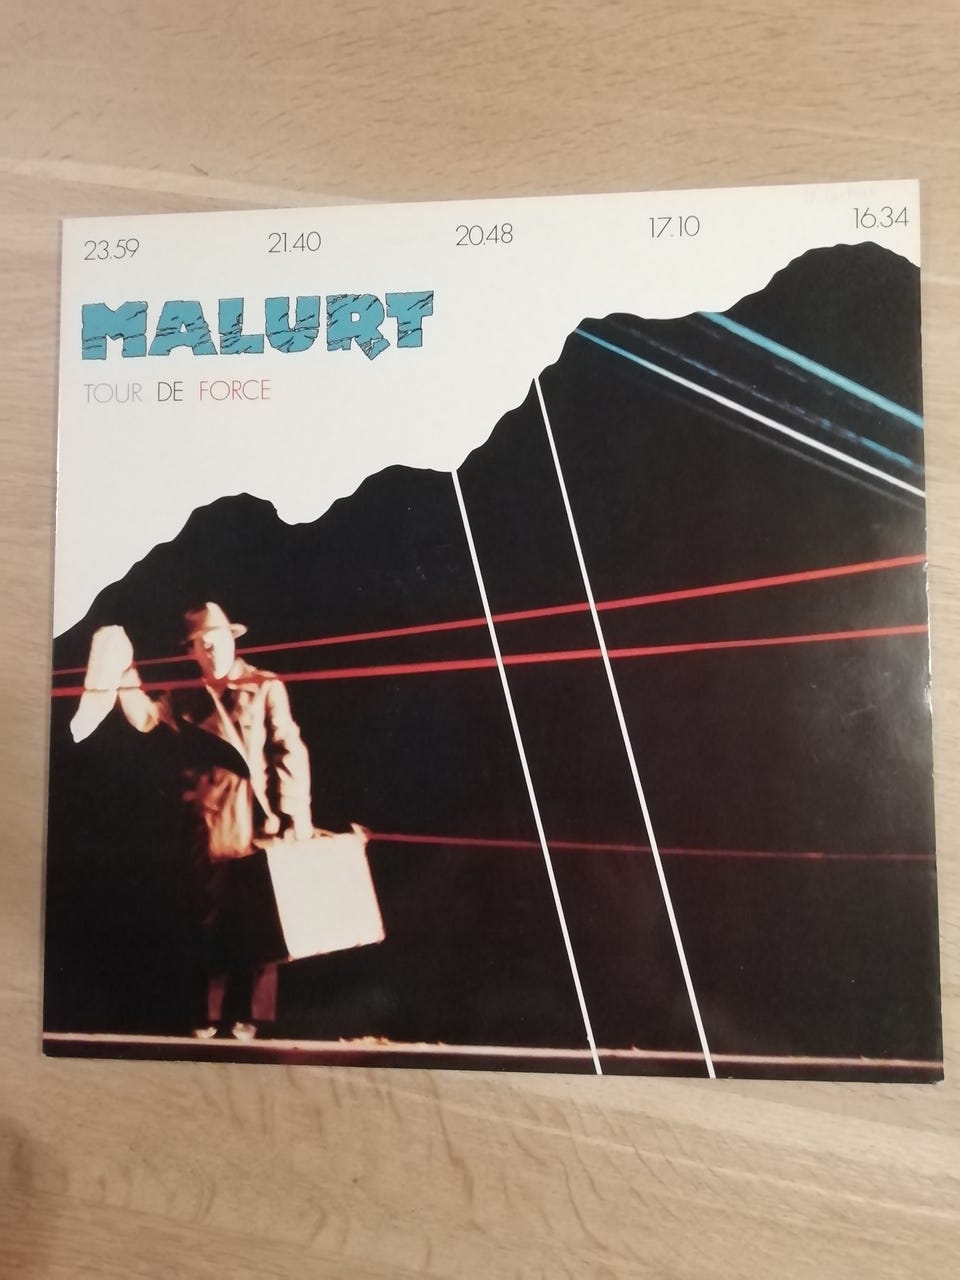 23.59 21.40 20.48 17.10 16.34
MALURT
TOUR DE FORCE